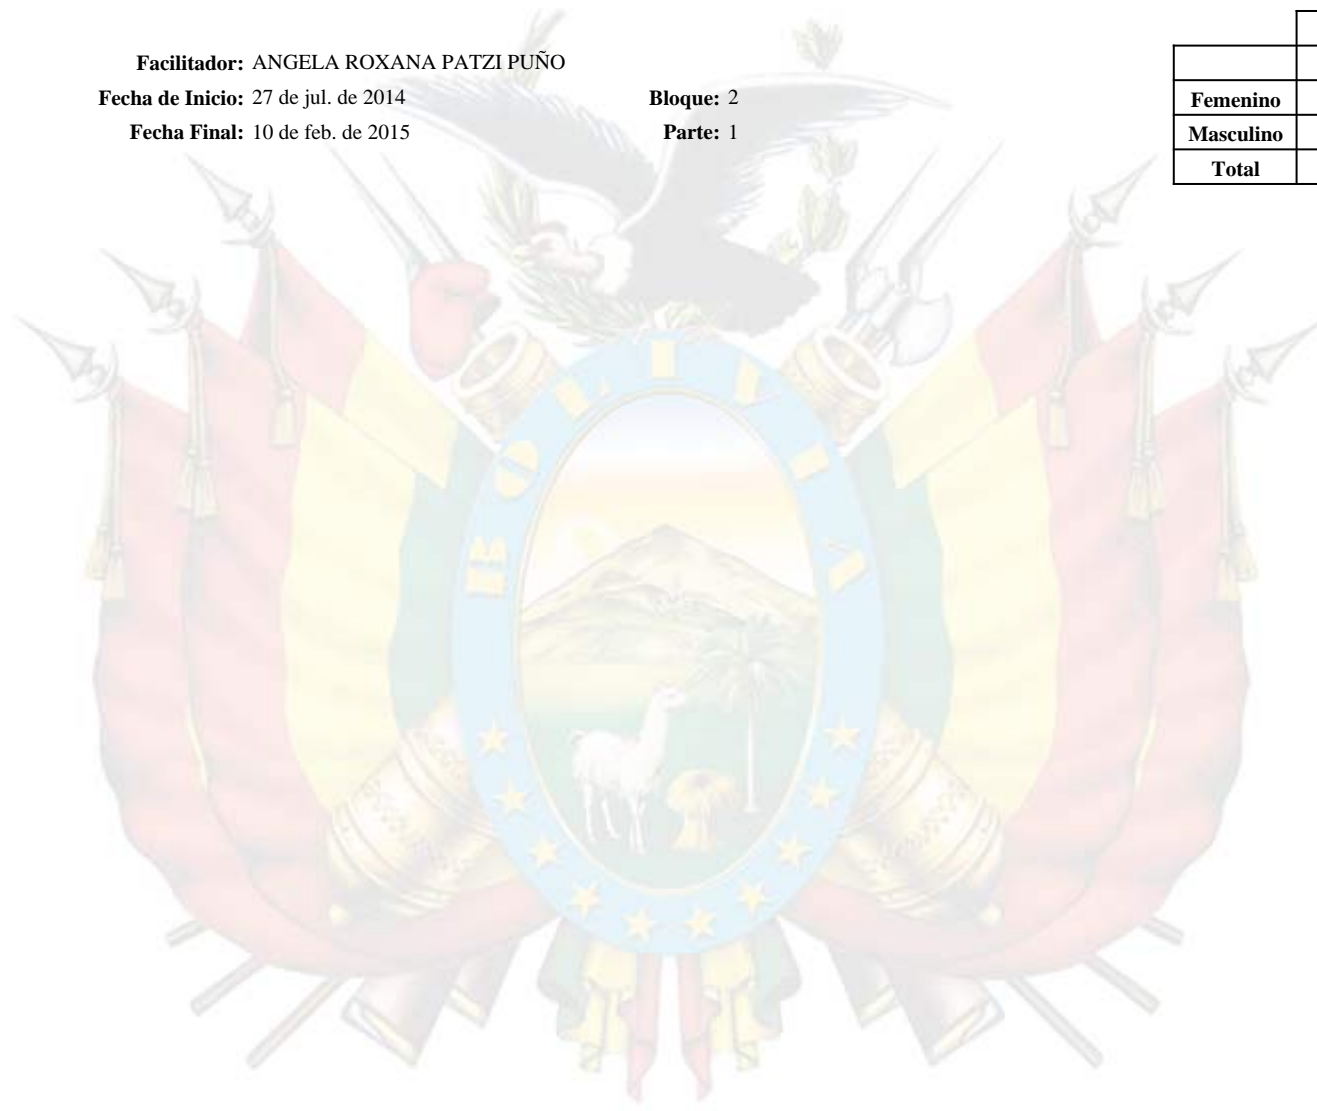 Facilitador: ANGELA ROXANA PATZI PUÑO
Fecha de Inicio: 27 de jul. de 2014 Bloque: 2
Fecha Final: 10 de feb. de 2015 Parte: 1
Femenino
Masculino
Total
BOLIVIA